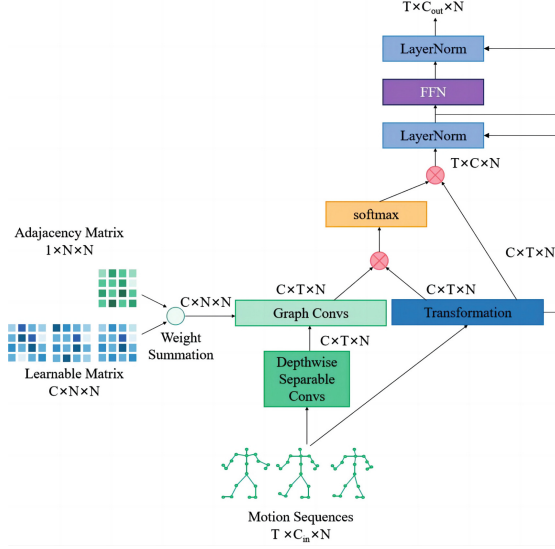 T×C_out×N
LayerNorm
FFN
LayerNorm
T×C×N
softmax
Adajacency Matrix
1×N×N
C×T×N
C×N×N
C×T×N
C×T×N
Graph Convs
Transformation
Weight
Summation
C×T×N
Learnable Matrix
C×N×N
Depthwise
Separable
Convs
Motion Sequences
T×C_in×N